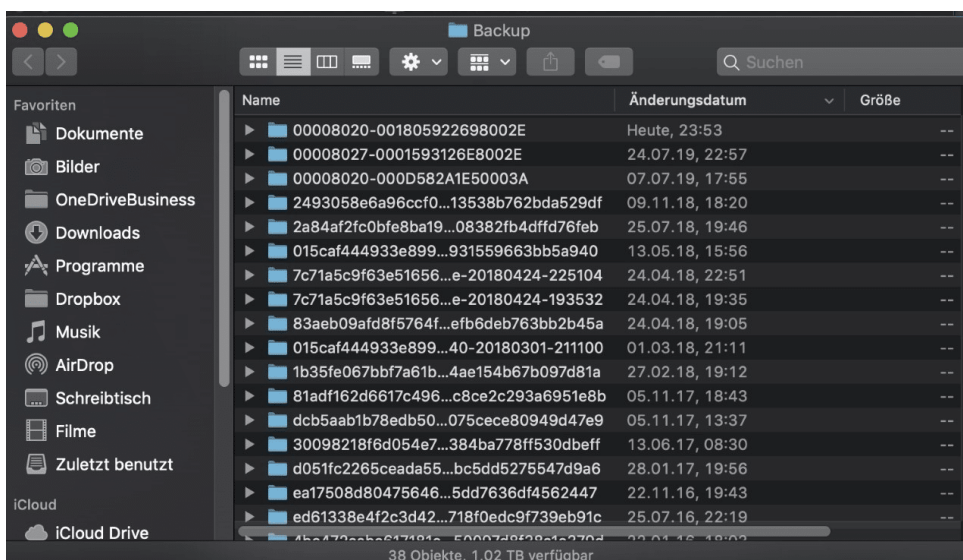 Backup
Suchen
Favoriten
Dokumente
Bilder
OneDriveBusiness
Downloads
Programme
Dropbox
Musik
AirDrop
Schreibtisch
Filme
Zuletzt benutzt
iCloud
iCloud Drive
Name Änderungsdatum Größe
00008020-001805922698002E Heute, 23:53 --
00008027-0001593126E8002E 24.07.19, 22:57 --
00008020-000D582A1E50003A 07.07.19, 17:55 --
2493058e6a96ccf0...13538b762bda529df 09.11.18, 18:20 --
2a84af2fc0bfe8ba19...08382fb4dffd76feb 25.07.18, 19:46 --
015caf444933e899...931559663bb5a940 13.05.18, 15:56 --
7c71a5c9f63e51656...e-20180424-225104 24.04.18, 22:51 --
7c71a5c9f63e51656...e-20180424-193532 24.04.18, 19:35 --
83aeb09afd8f5764f...efb6deb763bb2b45a 24.04.18, 19:05 --
015caf444933e899...40-20180301-211100 01.03.18, 21:11 --
1b35fe067bbf7a61b...4ae154b67b097d81a 27.02.18, 19:12 --
81adf162d6617c496...c8ce2c293a6951e8b 05.11.17, 18:43 --
dcb5aab1b78edb50...075cece80949d47e9 05.11.17, 13:37 --
30098218f6d054e7...384ba778ff530dbeff 13.06.17, 08:30 --
d051fc2265ceada55...bc5dd5275547d9a6 28.01.17, 19:56 --
ea17508d80475646...5dd7636df4562447 22.11.16, 19:43 --
ed61338e4f2c3d42...718f0edc9f739eb91c 25.07.16, 22:19 --
38 Objekte, 1,02 TB verfügbar